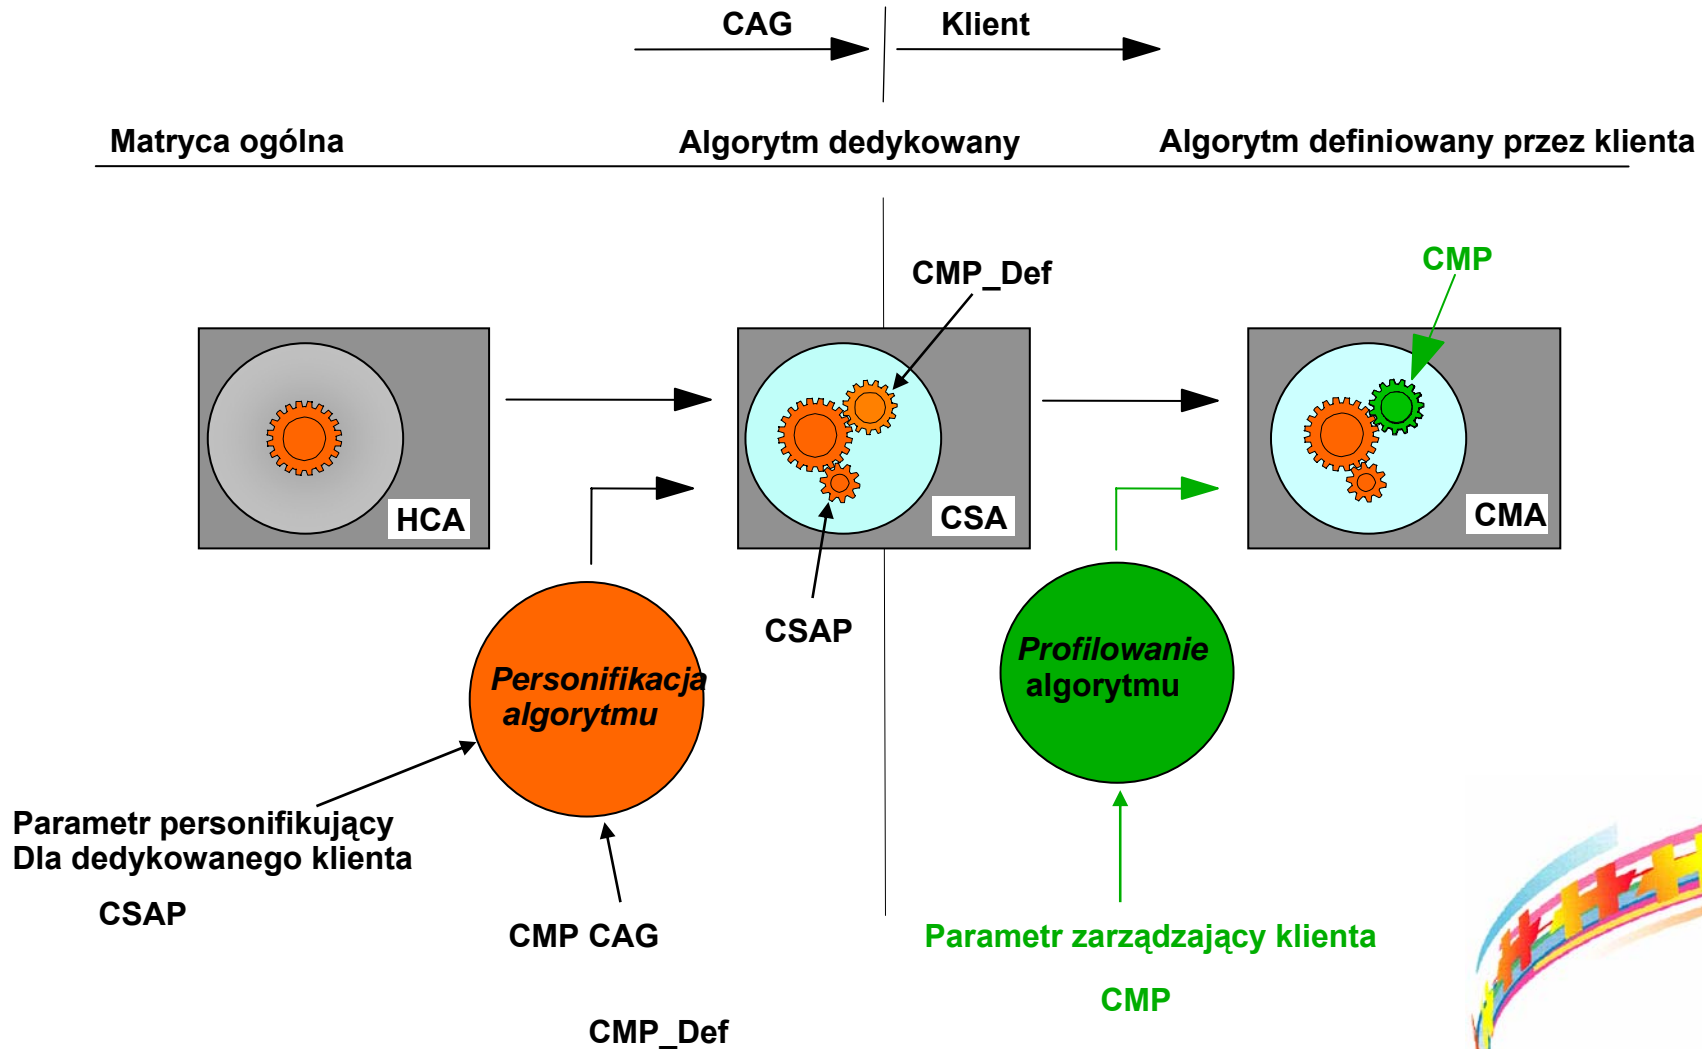 CAG
Klient
Matryca ogólna
Algorytm dedykowany
Algorytm definiowany przez klienta
CMP_Def
CMP
HCA
CSA
CMA
CSAP
Personifikacja
algorytmu
Profilowanie
algorytmu
Parametr personifikujący
Dla dedykowanego klienta
CSAP
CMP CAG
CMP_Def
Parametr zarządzający klienta
CMP